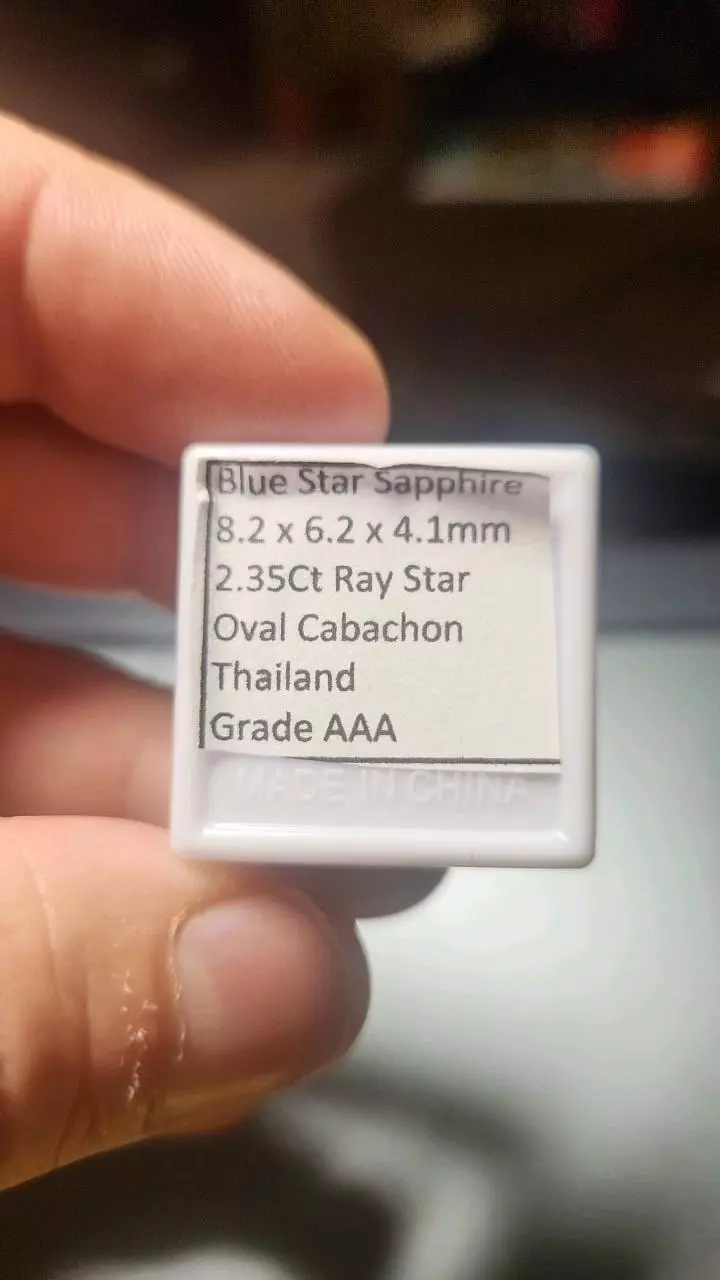 Blue Star Sapphire
8.2 x 6.2 x 4.1mm
2.35Ct Ray Star
Oval Cabachon
Thailand
Grade AAA
MADE IN CHINA